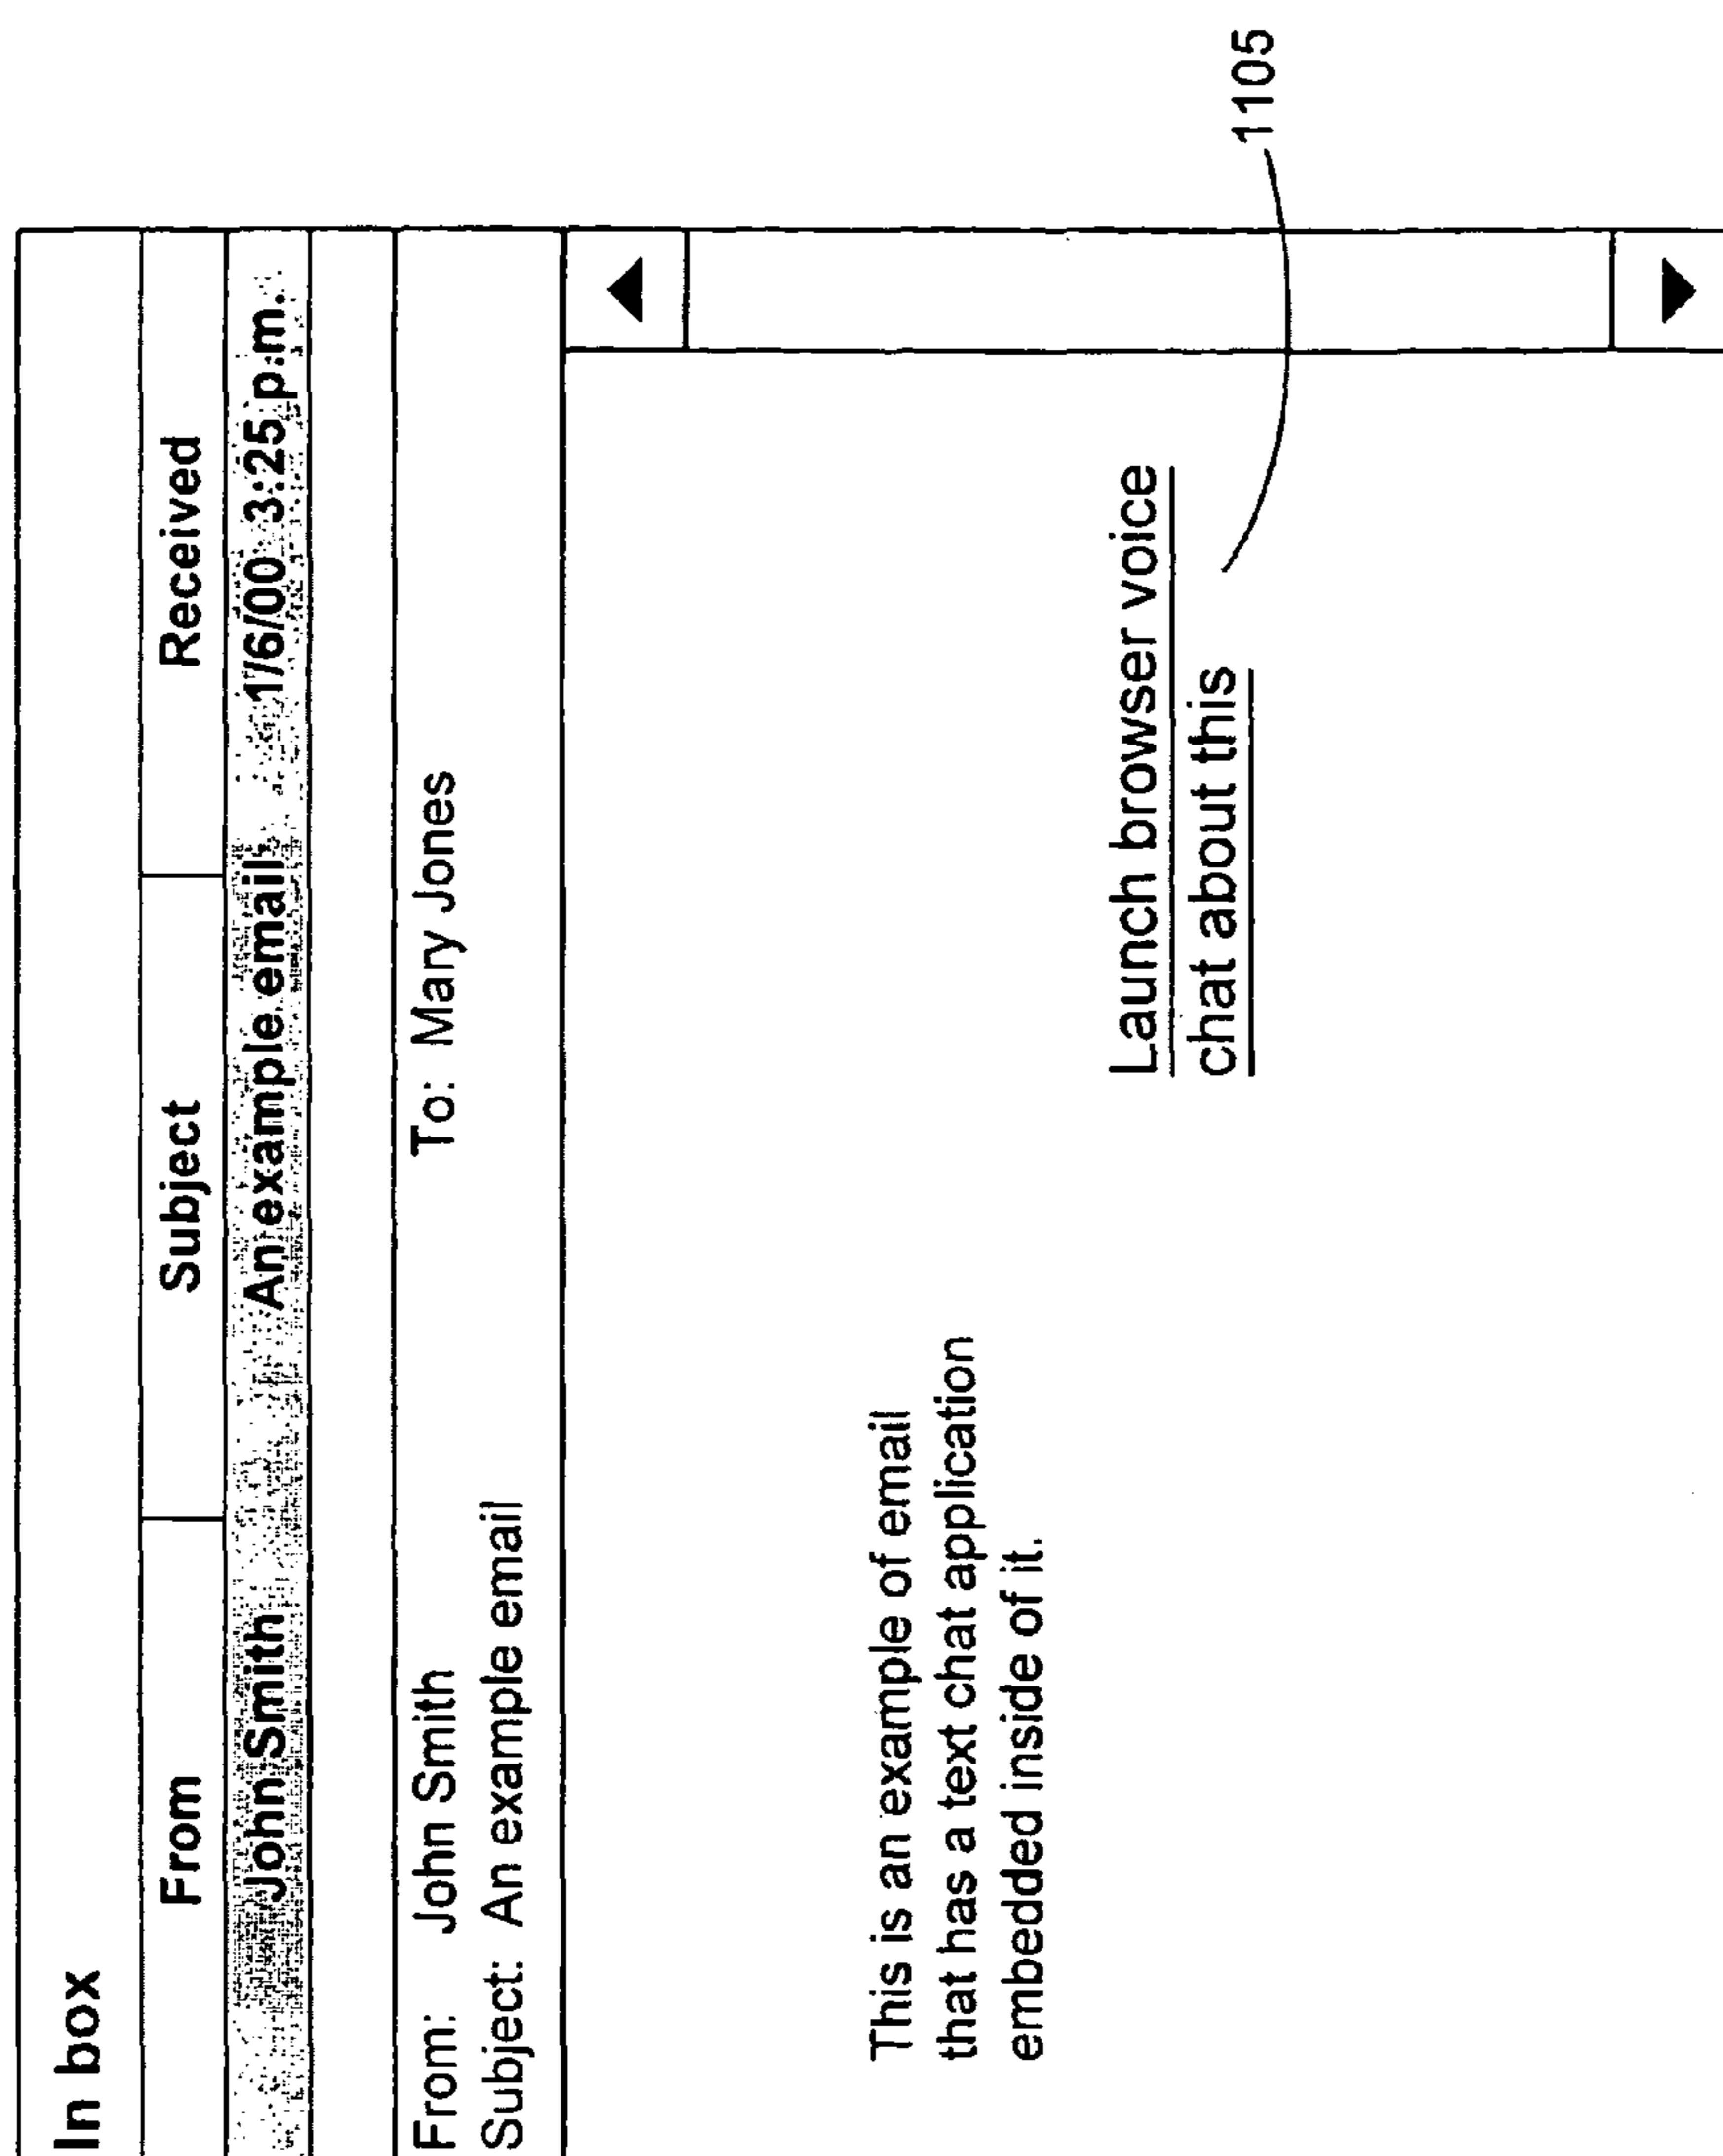 In box
From Subject Received
John Smith An example email 1/6/00 3:25 p.m.
From: John Smith To: Mary Jones
Subject: An example email
This is an example of email
that has a text chat application
embedded inside of it.
Launch browser voice
chat about this
1105